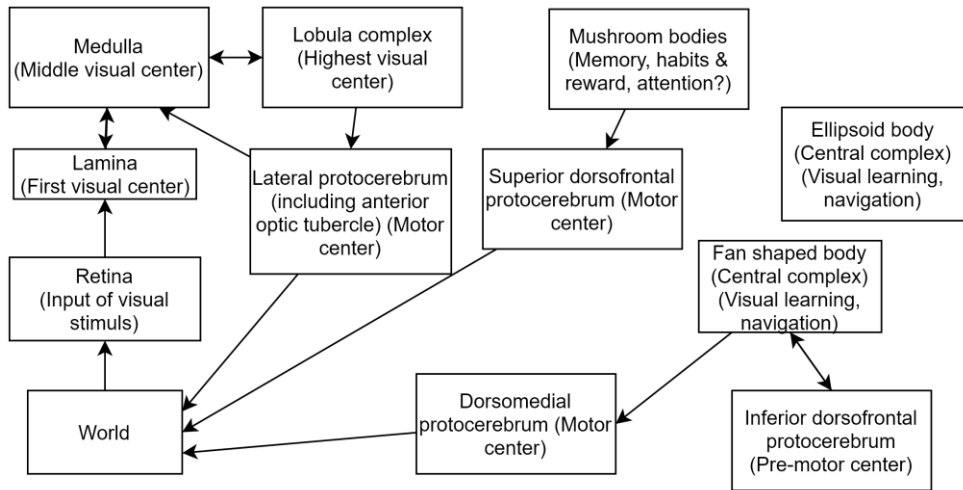 Medulla
(Middle visual center)
Lobula complex
(Highest visual
center)
Mushroom bodies
(Memory, habits &
reward, attention?)
Ellipsoid body
(Central complex)
(Visual learning,
navigation)
Lamina
(First visual center)
Lateral protocerebrum
(including anterior
optic tubercle) (Motor
center)
Superior dorsofrontal
protocerebrum (Motor
center)
Retina
(Input of visual
stimuls)
Fan shaped body
(Central complex)
(Visual learning,
navigation)
World
Dorsomedial
protocerebrum (Motor
center)
Inferior dorsofrontal
protocerebrum
(Pre-motor center)